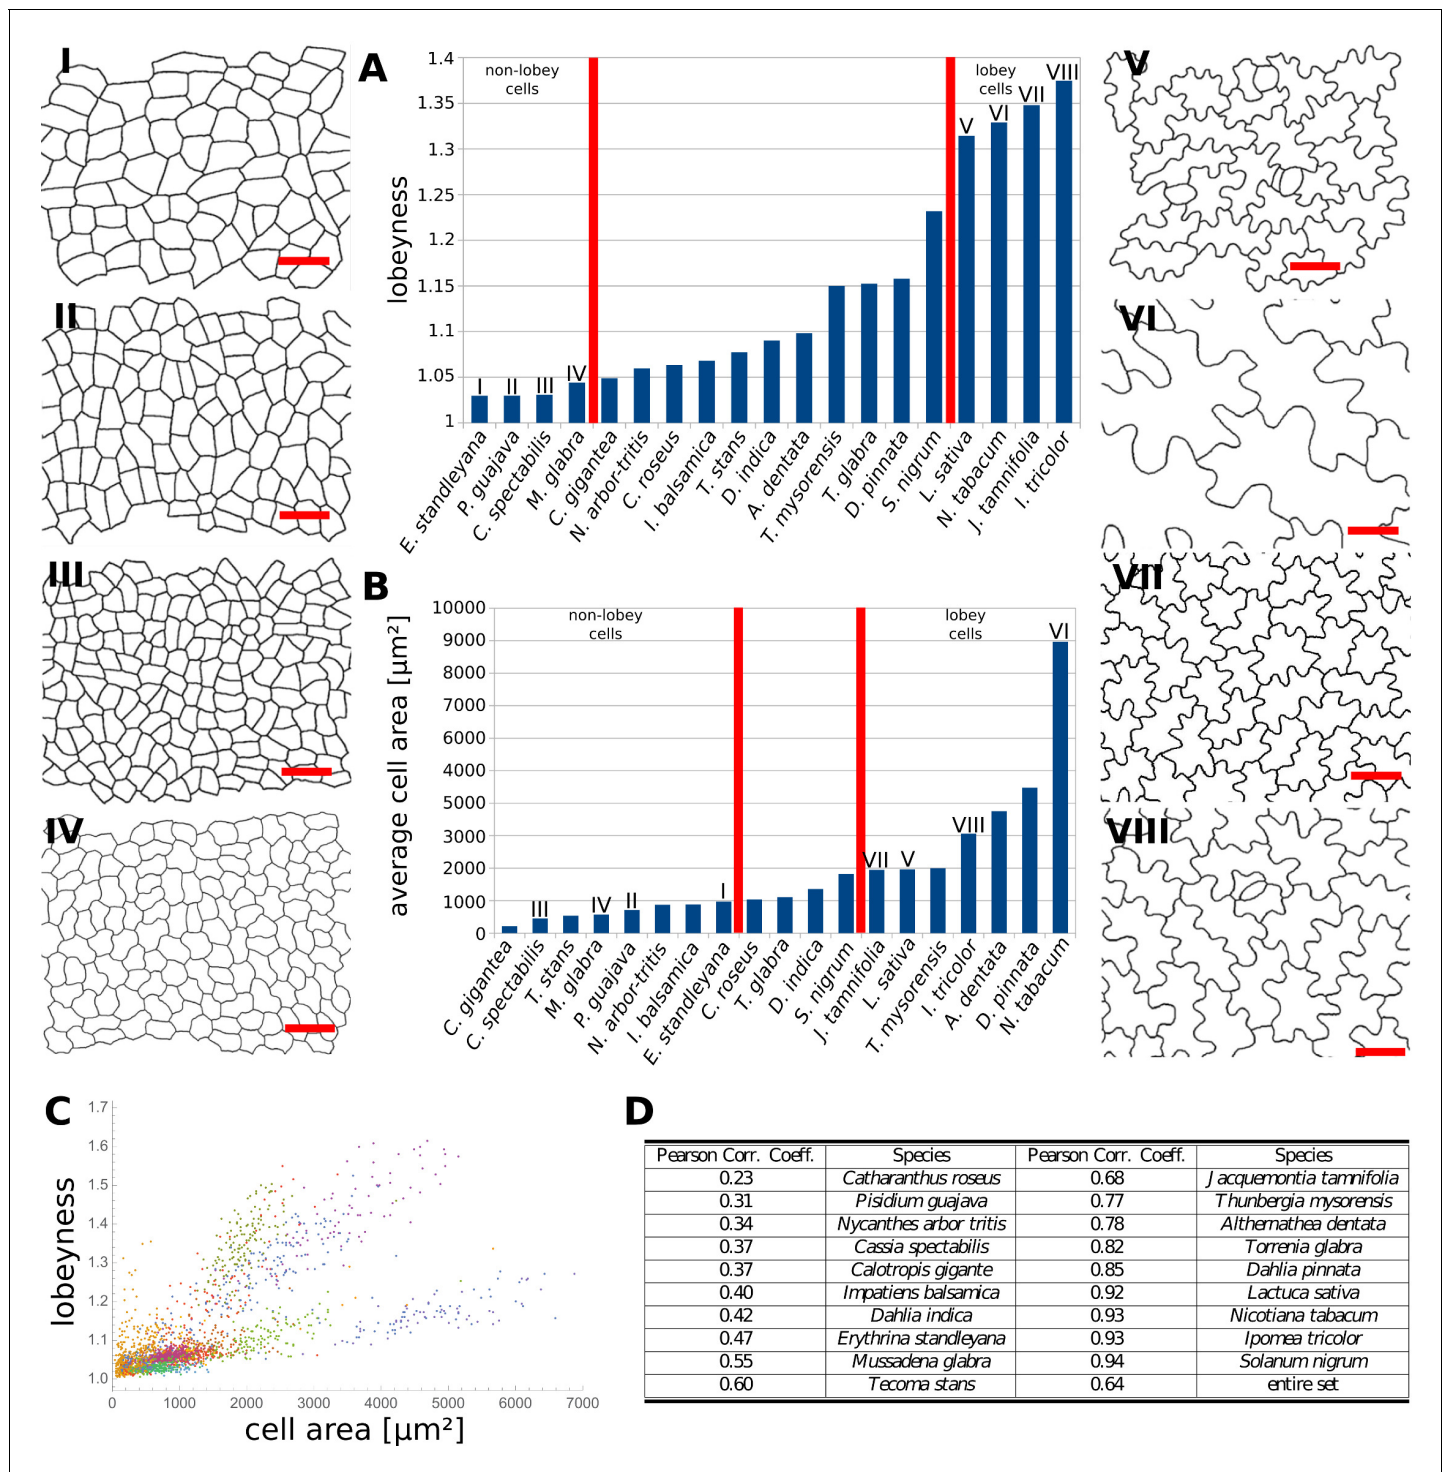 I
II
III
IV
A
lobeyness
1.4
1.35
1.3
1.25
1.2
1.15
1.1
1.05
1
non-lobey
cells
lobey
cells
I
II
III
IV
V
VI
VII
VIII
E. standleyana
P. guajava
C. spectabilis
M. glabra
C. gigantea
N. arbor-tritis
C. roseus
I. balsamica
T. stans
D. indica
A. dentata
T. mysorensis
T. glabra
D. pinnata
S. nigrum
L. sativa
N. tabacum
J. tamnifolia
I. tricolor
B
average cell area [µm²]
10000
9000
8000
7000
6000
4000
5000
3000
2000
1000
0
non-lobey
cells
lobey
cells
III
IV
II
I
VII
V
VIII
VI
C. gigantea
C. spectabilis
T. stans
M. glabra
P. guajava
N. arbor-tritis
I. balsamica
E. standleyana
C. roseus
T. glabra
D. indica
S. nigrum
J. tamnifolia
L. sativa
T. mysorensis
I. tricolor
A. dentata
D. pinnata
N. tabacum
V
VI
VII
VIII
C
lobeyness
1.7
1.6
1.5
1.4
1.3
1.2
1.1
1.0
0 1000 2000 3000 4000 5000 6000 7000
cell area [µm²]
D
Pearson Corr. Coeff. Species Pearson Corr. Coeff. Species
0.23 Catharanthus roseus 0.68 Jacquemontia tamnifolia
0.31 Pisidium guajava 0.77 Thunbergia mysorensis
0.34 Nycanthes arbor tritis 0.78 Althernathea dentata
0.37 Cassia spectabilis 0.82 Torrenia glabra
0.37 Calotropis gigante 0.85 Dahlia pinnata
0.40 Impatiens balsamica 0.92 Lactuca sativa
0.42 Dahlia indica 0.93 Nicotiana tabacum
0.47 Erythrina standleyana 0.93 Ipomea tricolor
0.55 Mussadena glabra 0.94 Solanum nigrum
0.60 Tecoma stans 0.64 entire set